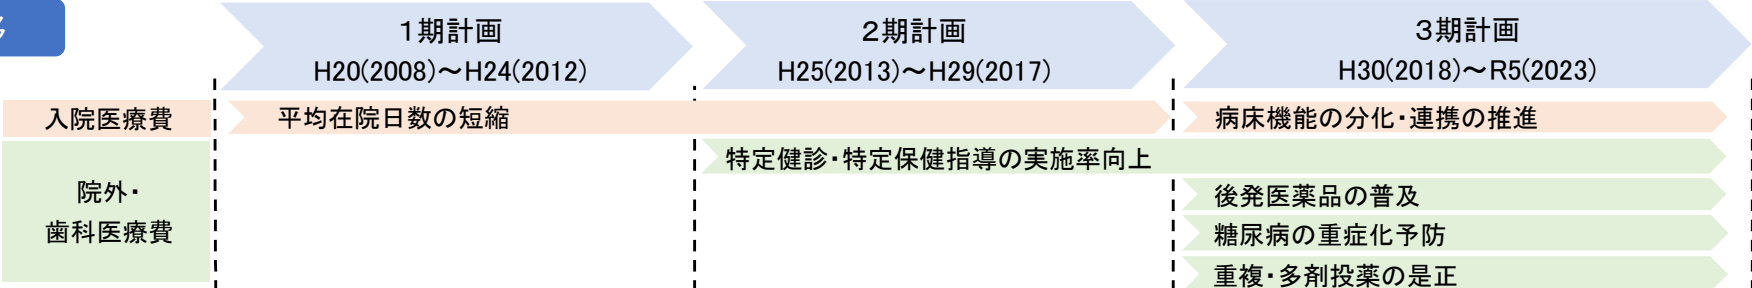 1期計画
H20(2008)～H24(2012)
2期計画
H25(2013)～H29(2017)
3期計画
H30(2018)～R5(2023)
入院医療費
平均在院日数の短縮
病床機能の分化・連携の推進
特定健診・特定保健指導の実施率向上
院外・
歯科医療費
後発医薬品の普及
糖尿病の重症化予防
重複・多剤投薬の是正